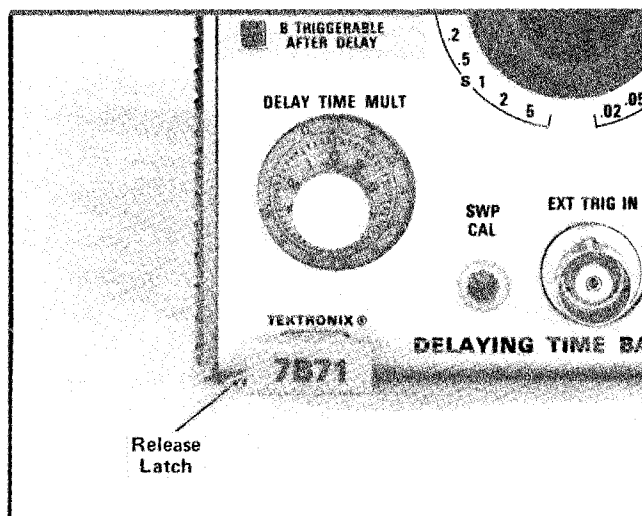 B TRIGGERABLE
AFTER DELAY
.2
.5
S 1
2
5
.02 .05
DELAY TIME MULT
SWP
CAL
EXT TRIG IN
TEKTRONIX®
DELAYING TIME BA
7B71
Release
Latch